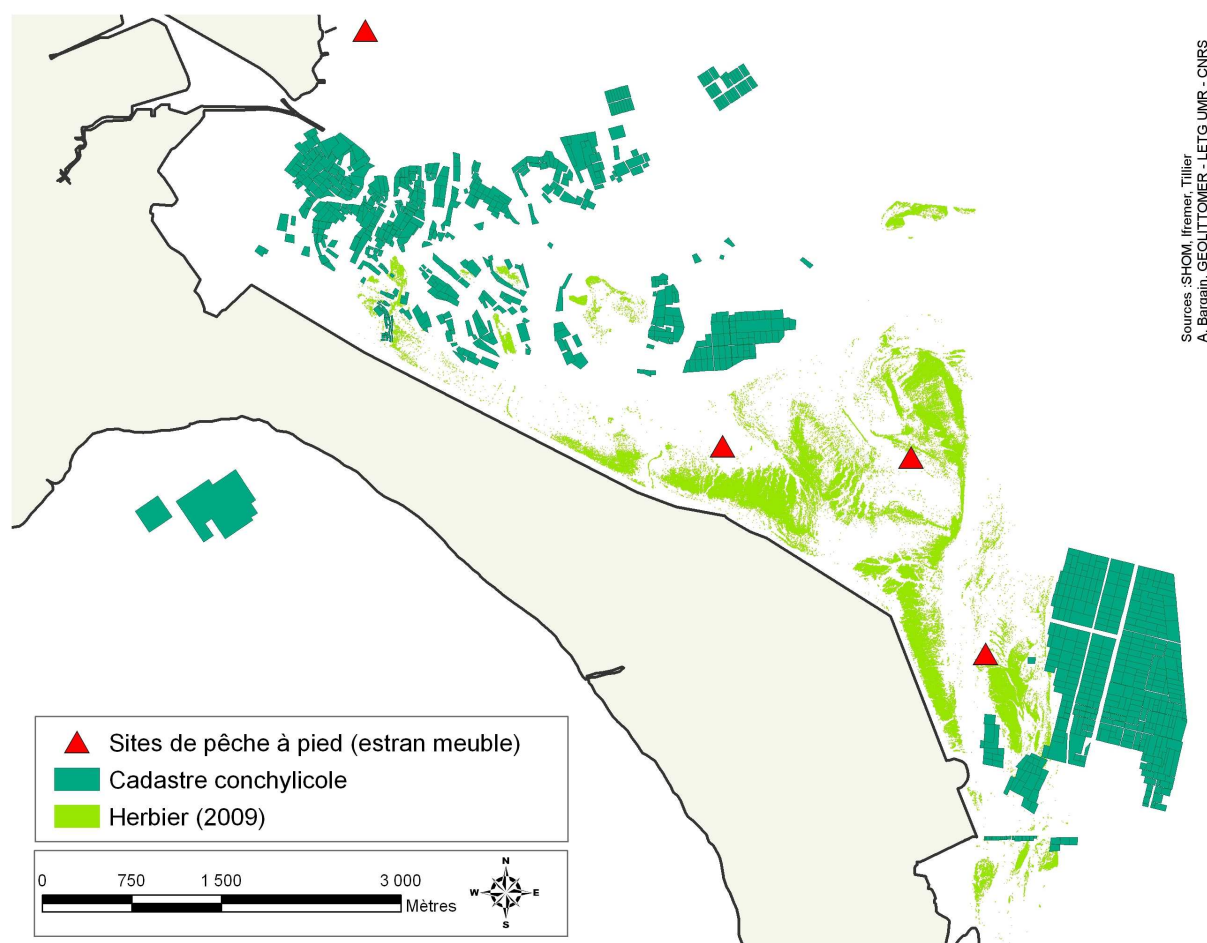 Sources :SHOM, Ifremer, Tillier
A. Bargain, GEOLITTOMER - LETG UMR - CNRS
Sites de pêche à pied (estran meuble)
Cadastre conchylicole
Herbier (2009)
0 750 1 500 3 000
Mètres
N
W E
S